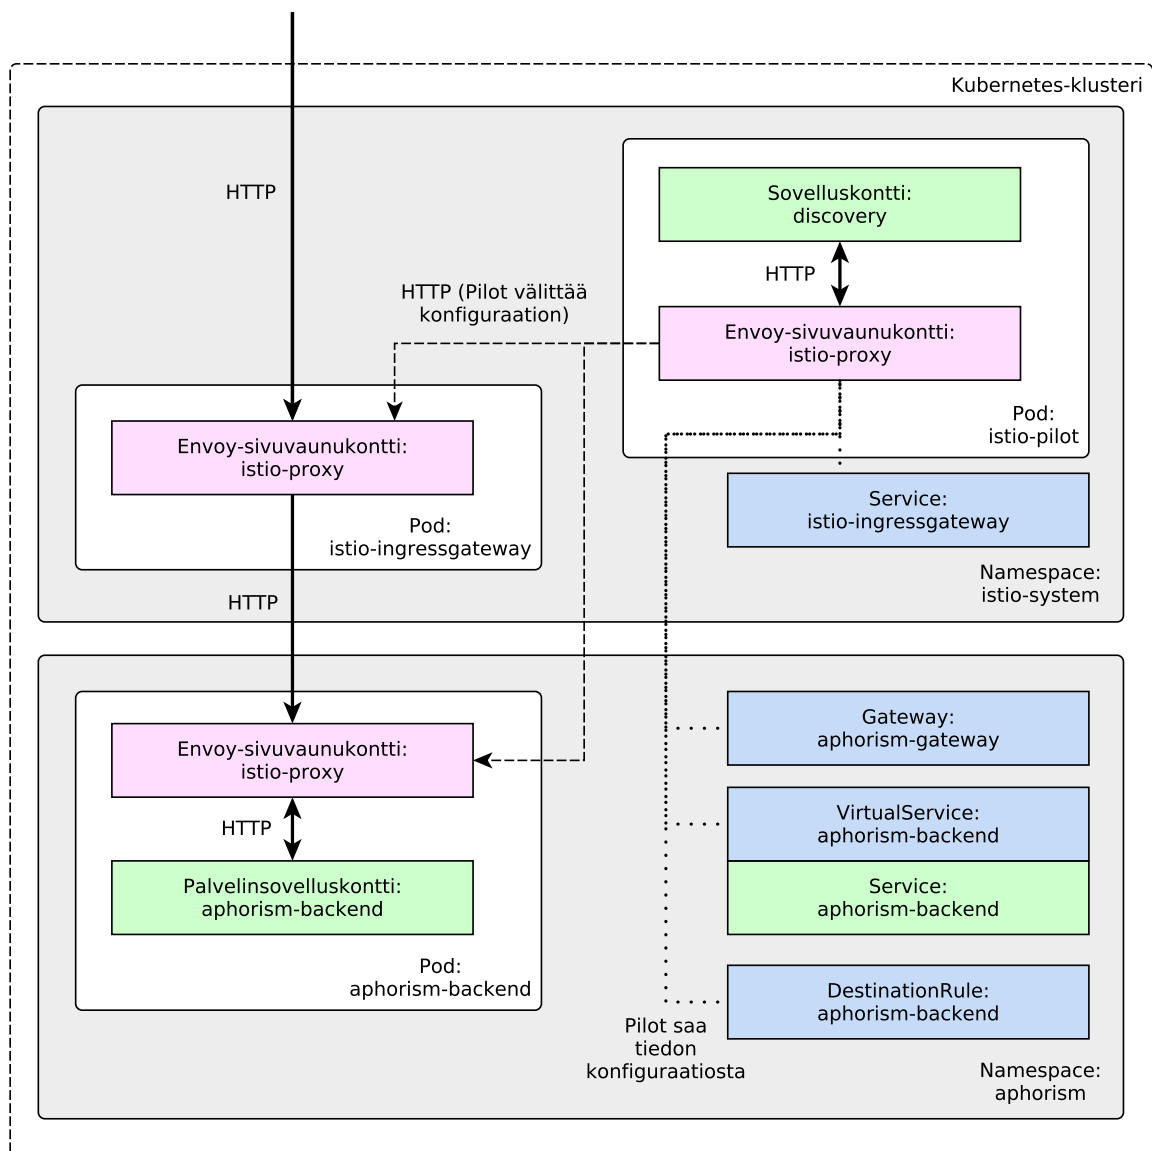 Kubernetes-klusteri
HTTP
Sovelluskontti:
discovery
HTTP
HTTP (Pilot välittää
konfiguraation)
Envoy-sivuvaunukontti:
istio-proxy
Pod:
istio-pilot
Envoy-sivuvaunukontti:
istio-proxy
Pod:
istio-ingressgateway
Service:
istio-ingressgateway
Namespace:
istio-system
HTTP
Envoy-sivuvaunukontti:
istio-proxy
HTTP
Palvelinsovelluskontti:
aphorism-backend
Pod:
aphorism-backend
Gateway:
aphorism-gateway
VirtualService:
aphorism-backend
Service:
aphorism-backend
DestinationRule:
aphorism-backend
Pilot saa
tiedon
konfiguraatiosta
Namespace:
aphorism